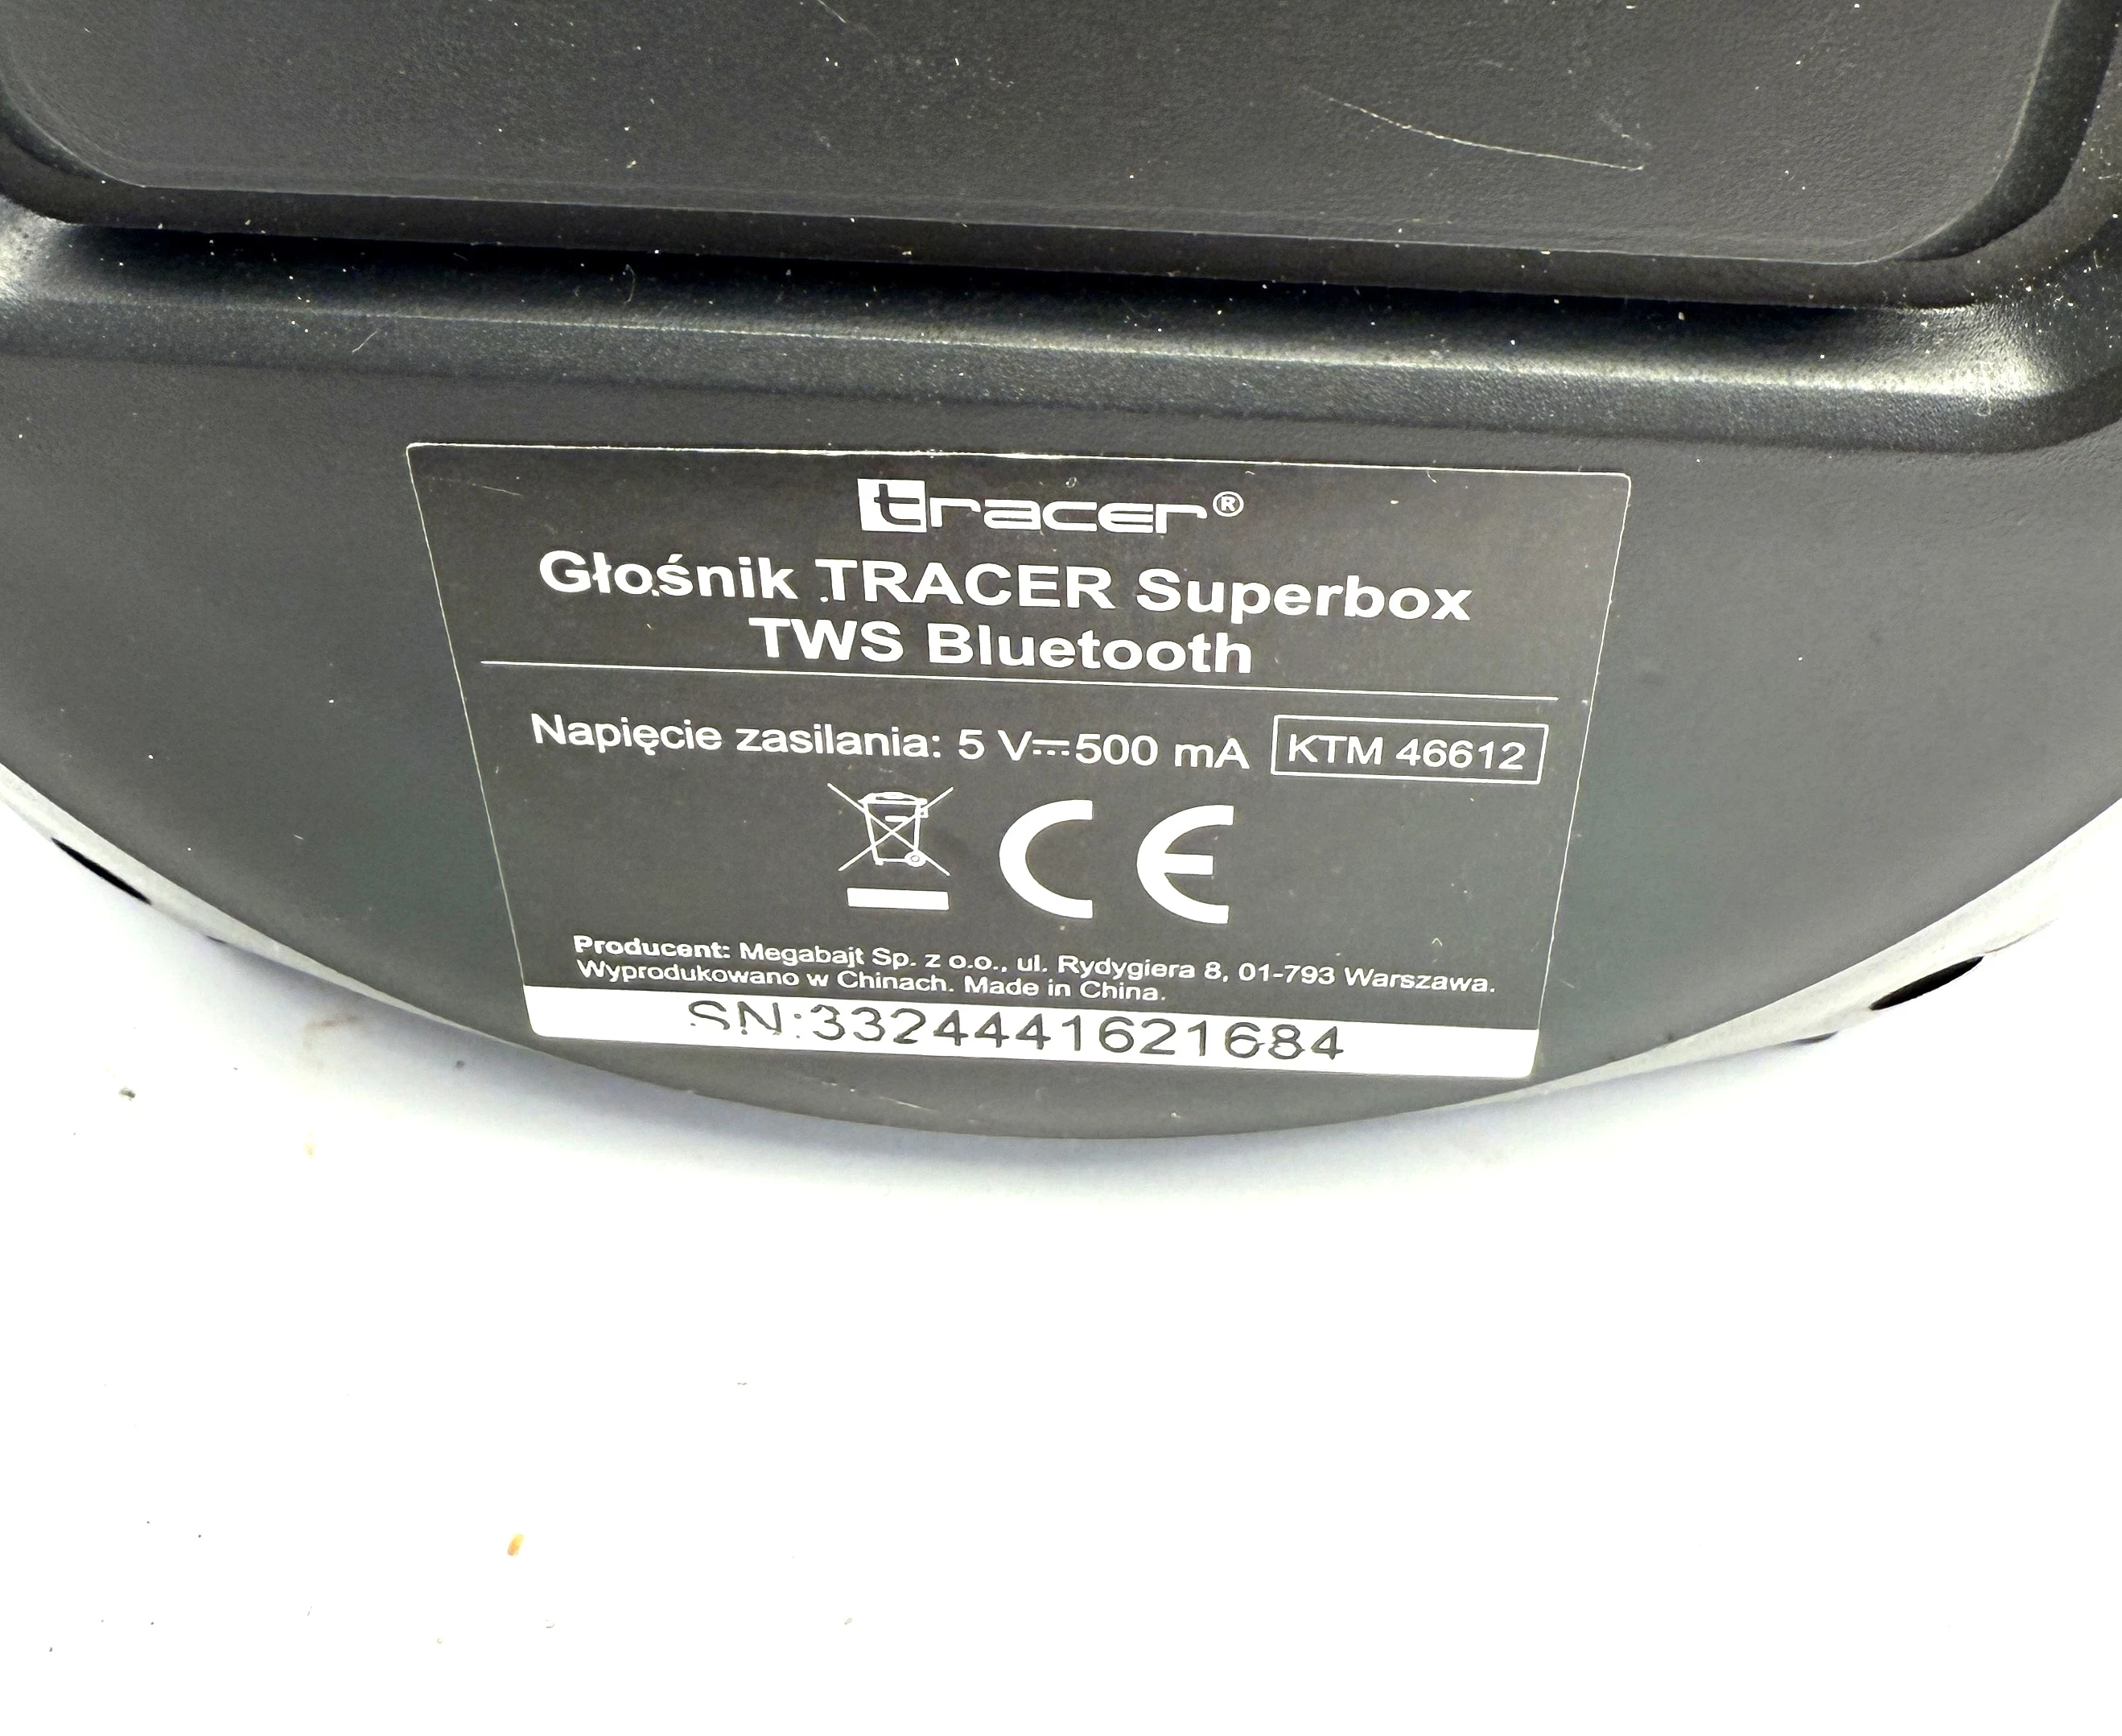 tracer®
Głośnik TRACER Superbox
TWS Bluetooth
Napięcie zasilania: 5 V⎓500 mA KTM 46612
CE
Producent: Megabajt Sp. z o.o., ul. Rydygiera 8, 01-793 Warszawa.
Wyprodukowano w Chinach. Made in China.
SN:3324441621684